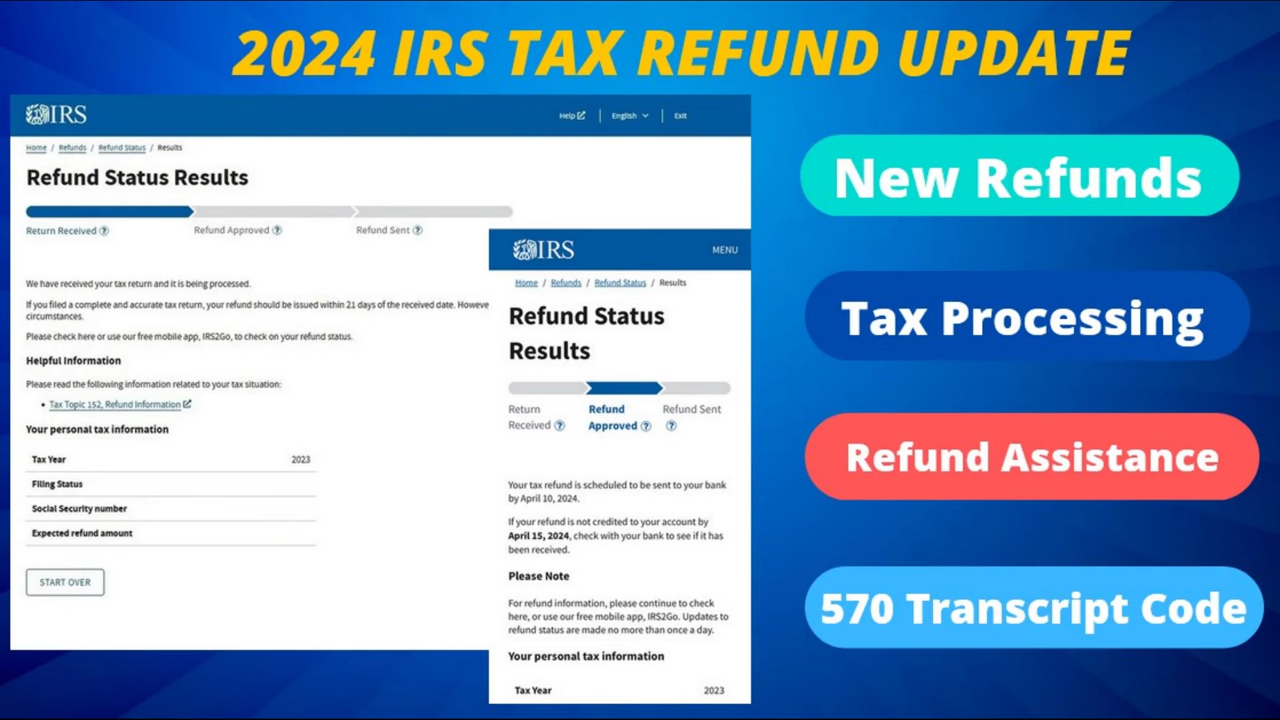 2024 IRS TAX REFUND UPDATE
IRS
Help
English
Exit
Home / Refunds / Refund Status / Results
Refund Status Results
Return Received ?
Refund Approved ?
Refund Sent ?
We have received your tax return and it is being processed.
If you filed a complete and accurate tax return, your refund should be issued within 21 days of the received date. Howeve
circumstances.
Please check here or use our free mobile app, IRS2Go, to check on your refund status.
Helpful Information
Please read the following information related to your tax situation:
• Tax Topic 152, Refund Information
Your personal tax information
Tax Year 2023
Filing Status
Social Security number
Expected refund amount
START OVER
IRS
MENU
Home / Refunds / Refund Status / Results
Refund Status
Results
Return
Received ?
Refund
Approved ?
Refund Sent
?
Your tax refund is scheduled to be sent to your bank
by April 10, 2024.
If your refund is not credited to your account by
April 15, 2024, check with your bank to see if it has
been received.
Please Note
For refund information, please continue to check
here, or use our free mobile app, IRS2Go. Updates to
refund status are made no more than once a day.
Your personal tax information
Tax Year 2023
New Refunds
Tax Processing
Refund Assistance
570 Transcript Code